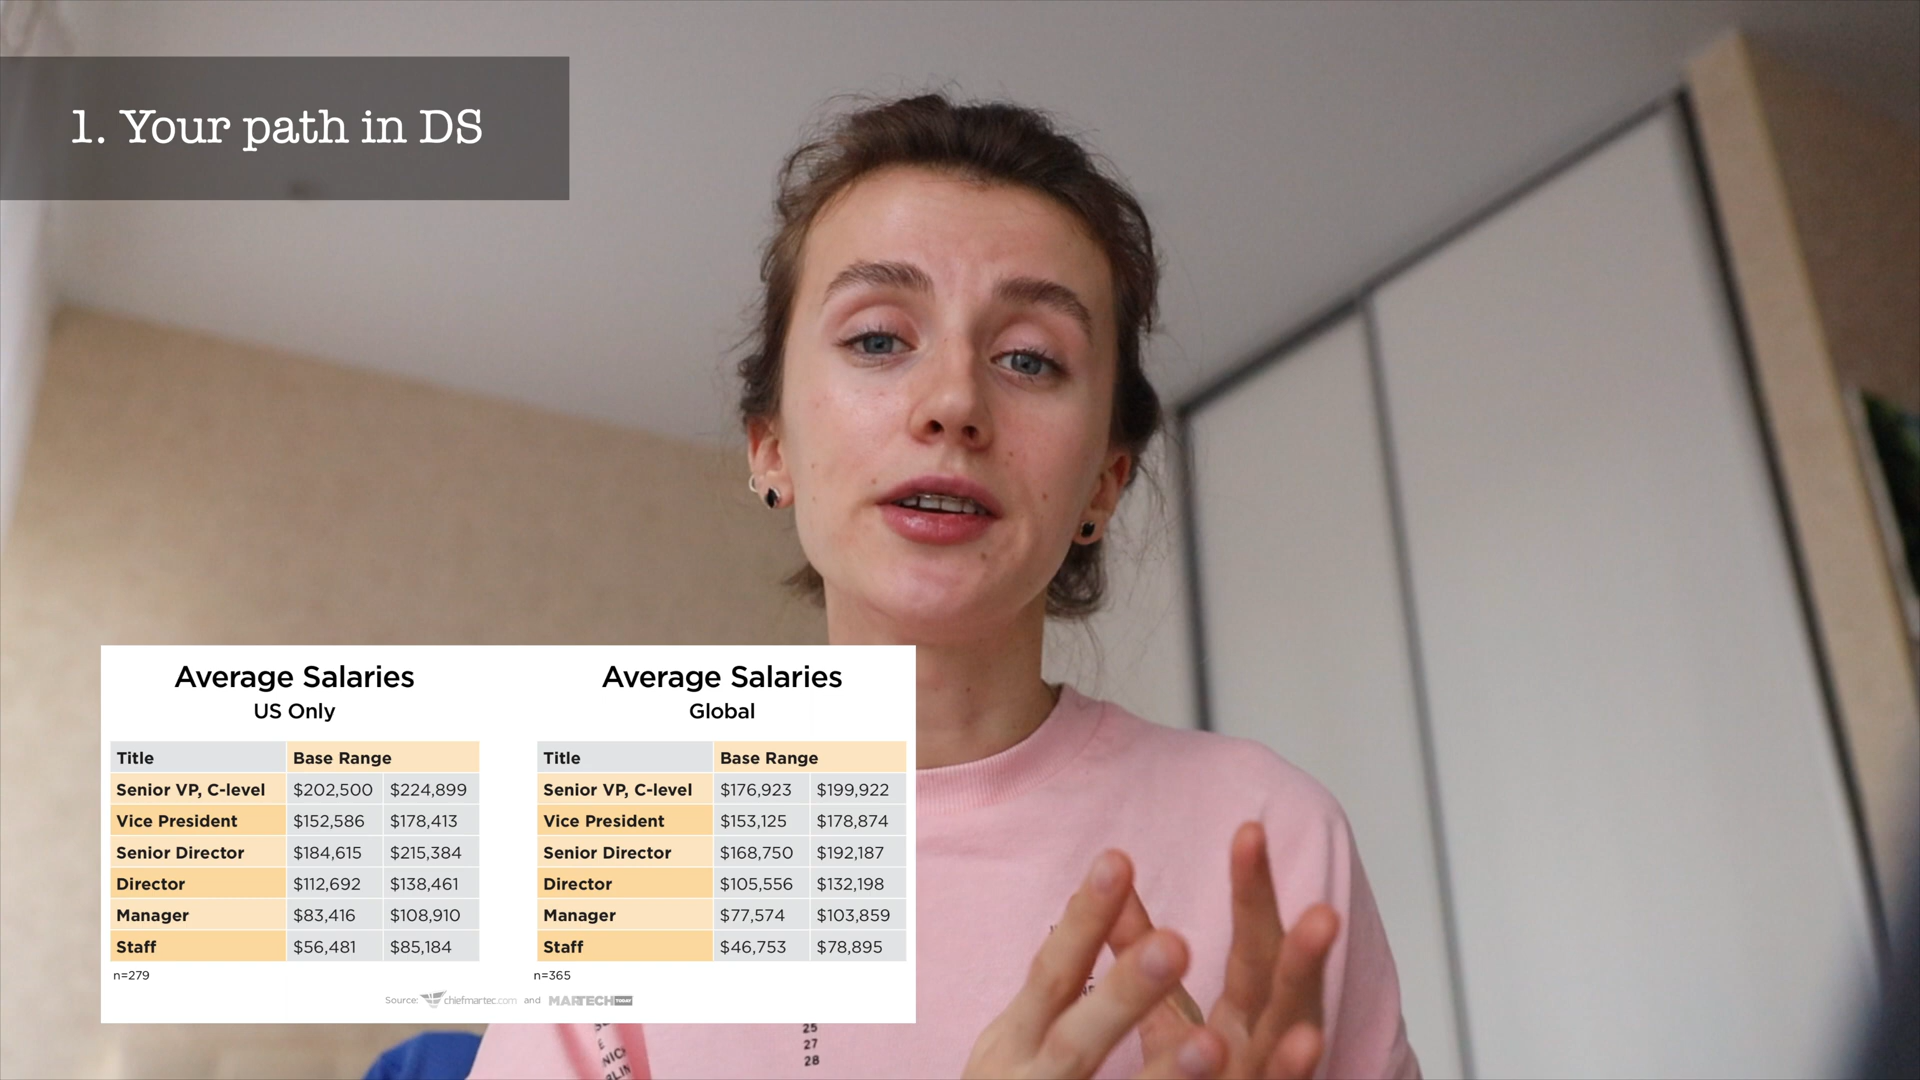 1. Your path in DS
Average Salaries
US Only
Title Base Range
Senior VP, C-level $202,500 $224,899
Vice President $152,586 $178,413
Senior Director $184,615 $215,384
Director $112,692 $138,461
Manager $83,416 $108,910
Staff $56,481 $85,184
n=279
Average Salaries
Global
Title Base Range
Senior VP, C-level $176,923 $199,922
Vice President $153,125 $178,874
Senior Director $168,750 $192,187
Director $105,556 $132,198
Manager $77,574 $103,859
Staff $46,753 $78,895
n=365
Source: chiefmartec.com and MARTECH TODAY
25
27
28